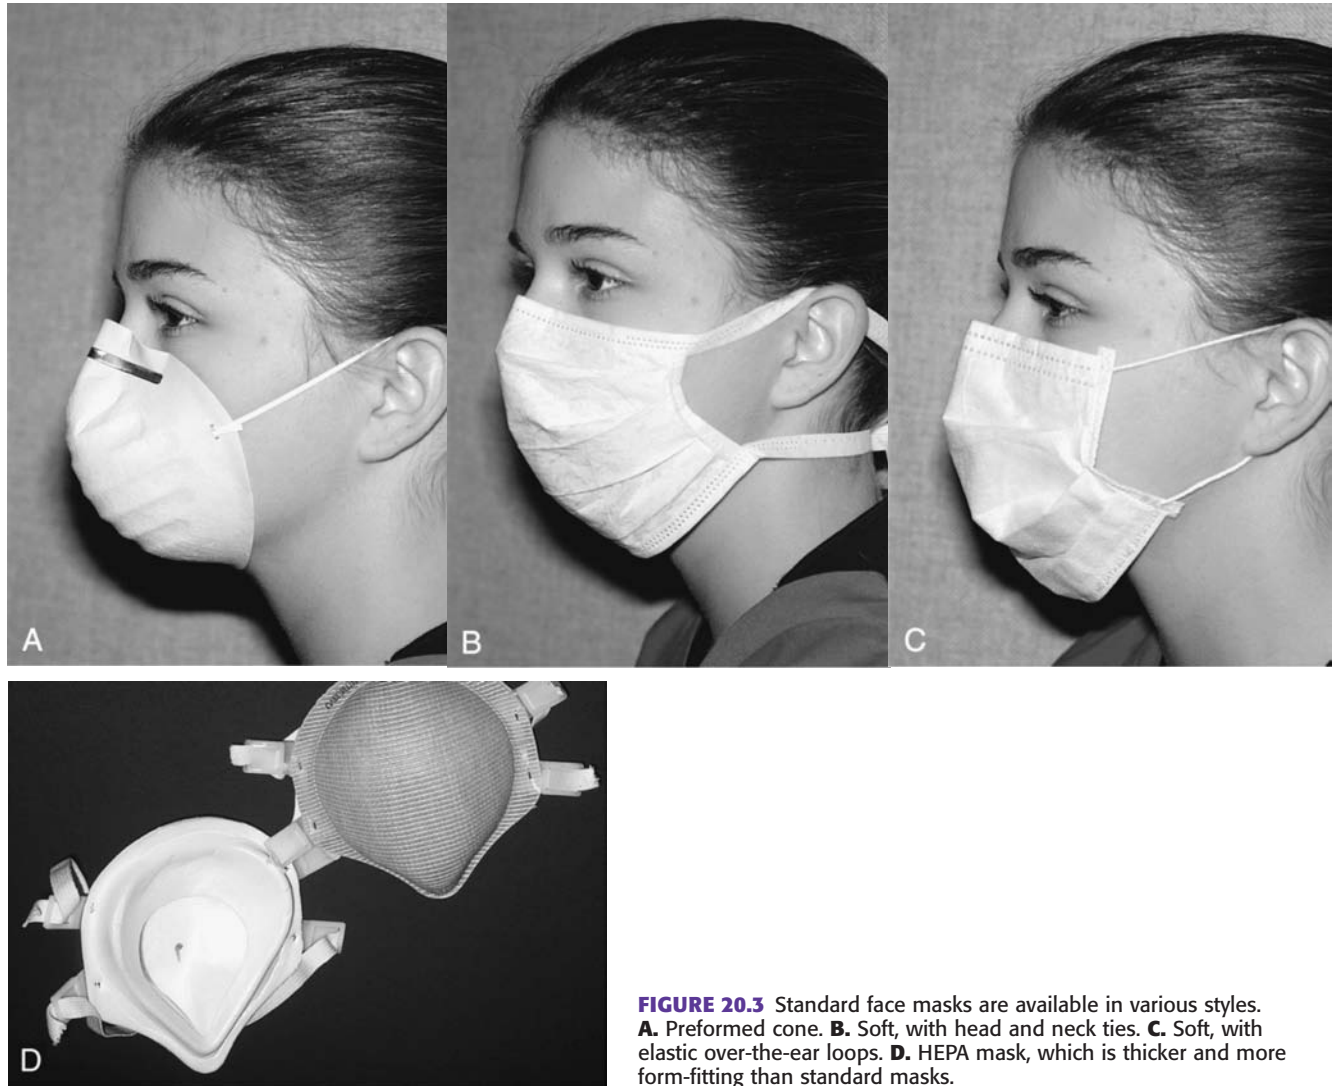 A
B
C
D
FIGURE 20.3 Standard face masks are available in various styles.
A. Preformed cone. B. Soft, with head and neck ties. C. Soft, with
elastic over-the-ear loops. D. HEPA mask, which is thicker and more
form-fitting than standard masks.